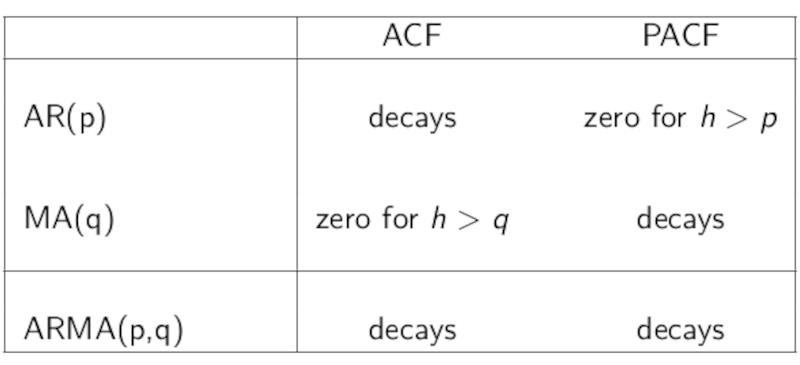 ACF PACF
AR(p) decays zero for h > p
MA(q) zero for h > q decays
ARMA(p,q) decays decays